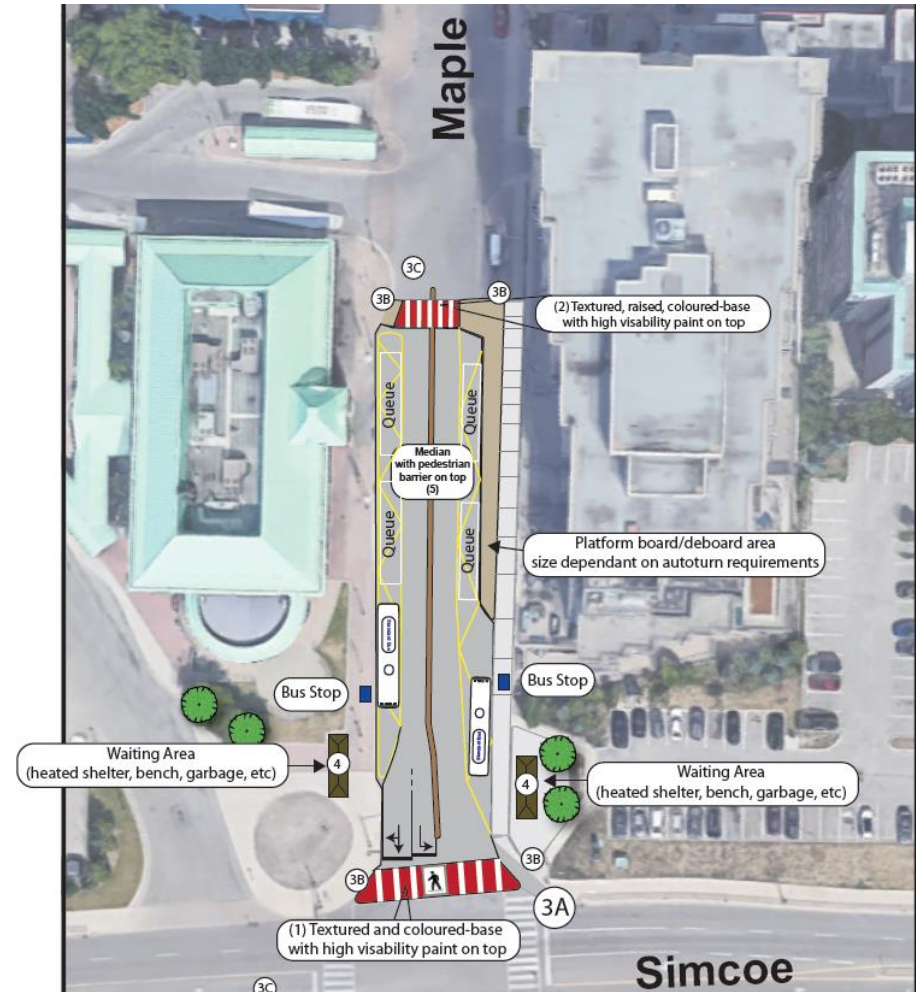 Maple
3C
3B
3B
(2) Textured, raised, coloured-base
with high visability paint on top
Queue
Queue
Median
with pedestrian
barrier on top
(5)
Queue
Queue
Platform board/deboard area
size dependant on autoturn requirements
Bus Stop
Bus Stop
Waiting Area
(heated shelter, bench, garbage, etc)
4
4
Waiting Area
(heated shelter, bench, garbage, etc)
3B
3B
3A
(1) Textured and coloured-base
with high visability paint on top
Simcoe
3C